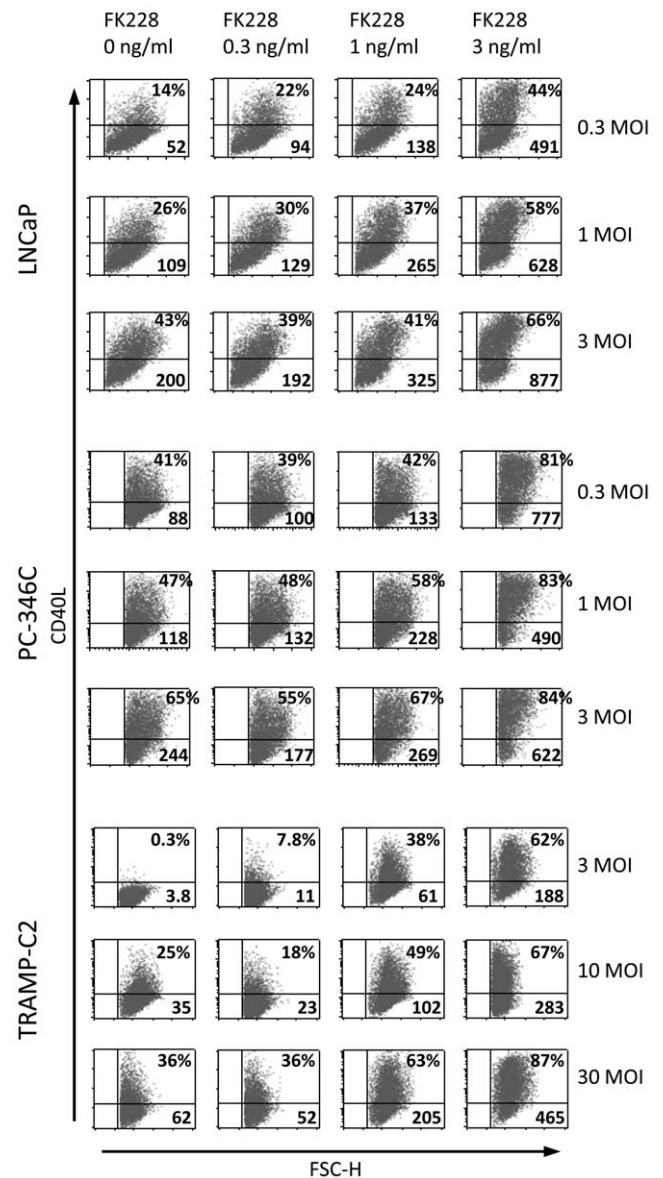 FK228 FK228 FK228 FK228
0 ng/ml 0.3 ng/ml 1 ng/ml 3 ng/ml
14% 22% 24% 44%
0.3 MOI
52 94 138 491
LNCaP
26% 30% 37% 58%
1 MOI
109 129 265 628
43% 39% 41% 66%
3 MOI
200 192 325 877
PC-346C
CD40L
41% 39% 42% 81%
0.3 MOI
88 100 133 777
47% 48% 58% 83%
1 MOI
118 132 228 490
65% 55% 67% 84%
3 MOI
244 177 269 622
TRAMP-C2
0.3% 7.8% 38% 62%
3 MOI
3.8 11 61 188
25% 18% 49% 67%
10 MOI
35 23 102 283
36% 36% 63% 87%
30 MOI
62 52 205 465
FSC-H